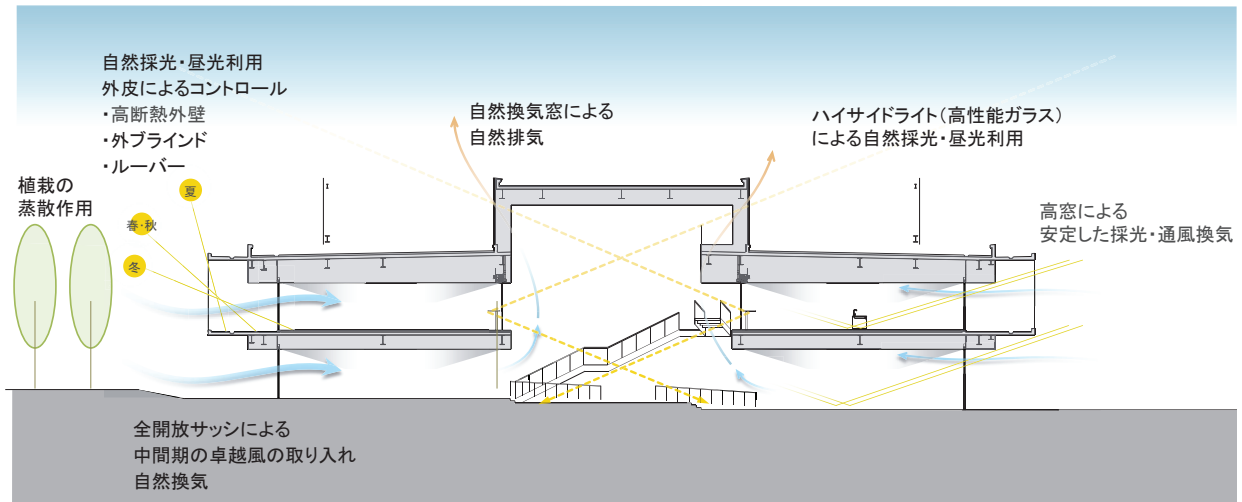 自然採光・昼光利用
外皮によるコントロール
・高断熱外壁
・外ブラインド
・ルーバー
自然換気窓による
自然排気
ハイサイドライト(高性能ガラス)
による自然採光・昼光利用
植栽の
蒸散作用
夏
春・秋
冬
高窓による
安定した採光・通風換気
全開放サッシによる
中間期の卓越風の取り入れ
自然換気